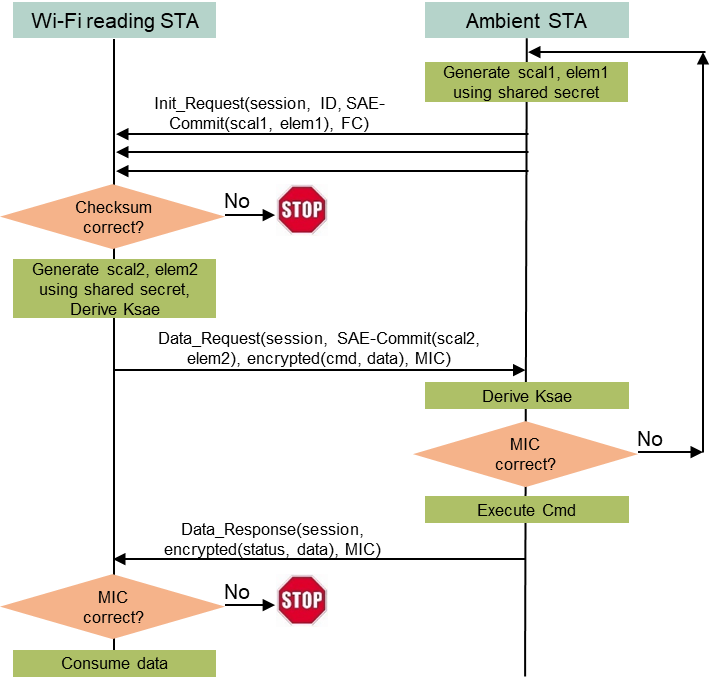 Wi-Fi reading STA
Ambient STA
Generate scal1, elem1
using shared secret
Init_Request(session, ID, SAE-
Commit(scal1, elem1), FC)
Checksum
correct?
No
STOP
Generate scal2, elem2
using shared secret,
Derive Ksae
Data_Request(session, SAE-Commit(scal2,
elem2), encrypted(cmd, data), MIC)
Derive Ksae
MIC
correct?
No
Execute Cmd
Data_Response(session,
encrypted(status, data), MIC)
MIC
correct?
No
STOP
Consume data